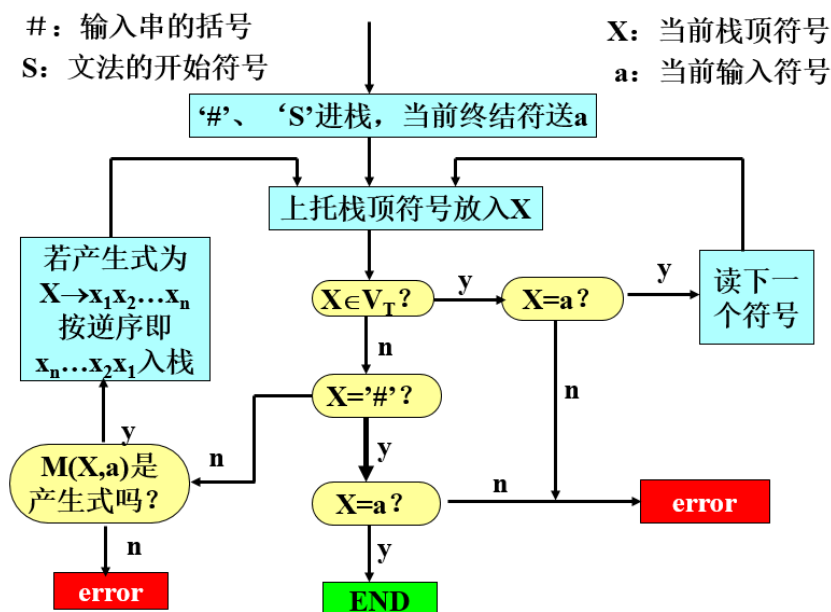 ＃：输入串的括号
S：文法的开始符号
X：当前栈顶符号
a：当前输入符号
‘#’、‘S’进栈，当前终结符送a
上托栈顶符号放入X
若产生式为
X→x₁x₂…xₙ
按逆序即
xₙ…x₂x₁入栈
X∈V_T？
y
X=a？
y
读下一
个符号
n
X=’#’？
n
n
y
y
M(X,a)是
产生式吗？
X=a？
n
error
n
y
error
END